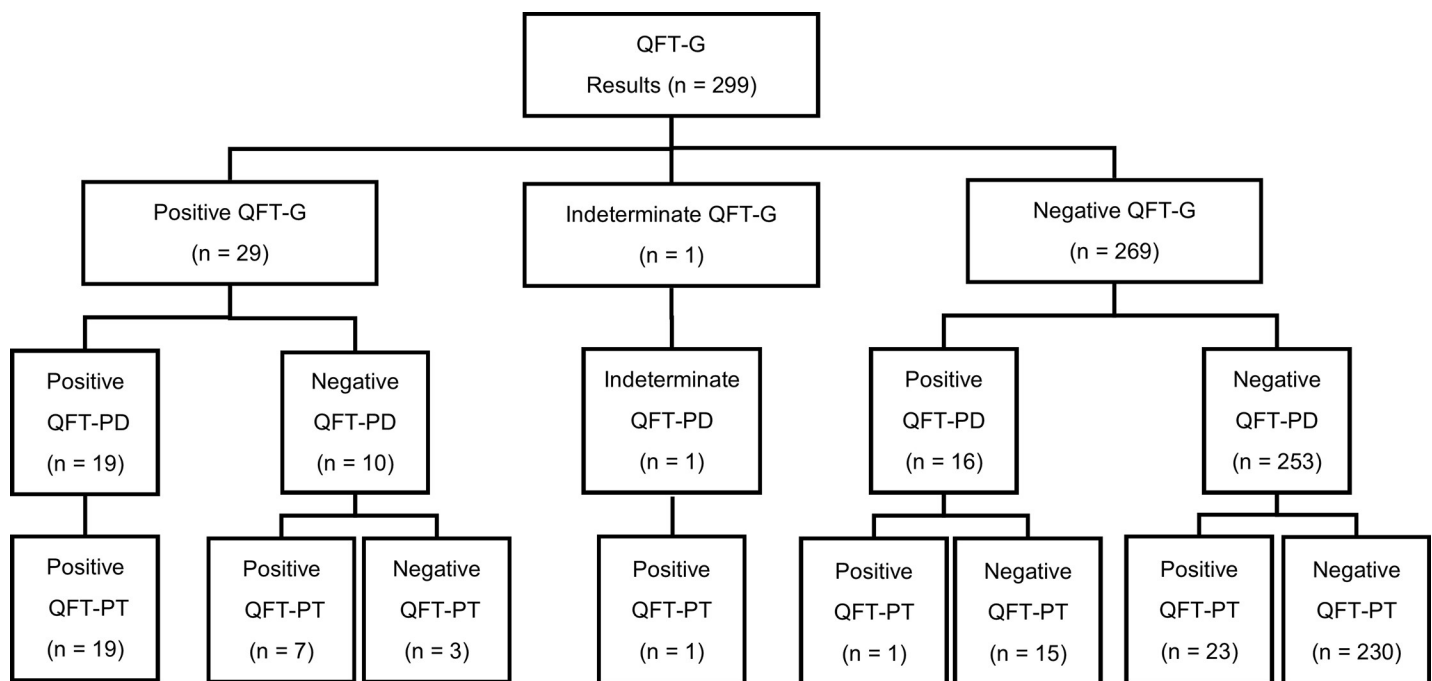 QFT-G
Results (n = 299)
Positive QFT-G
(n = 29)
Indeterminate QFT-G
(n = 1)
Negative QFT-G
(n = 269)
Positive
QFT-PD
(n = 19)
Negative
QFT-PD
(n = 10)
Indeterminate
QFT-PD
(n = 1)
Positive
QFT-PD
(n = 16)
Negative
QFT-PD
(n = 253)
Positive
QFT-PT
(n = 19)
Positive
QFT-PT
(n = 7)
Negative
QFT-PT
(n = 3)
Positive
QFT-PT
(n = 1)
Positive
QFT-PT
(n = 1)
Negative
QFT-PT
(n = 15)
Positive
QFT-PT
(n = 23)
Negative
QFT-PT
(n = 230)